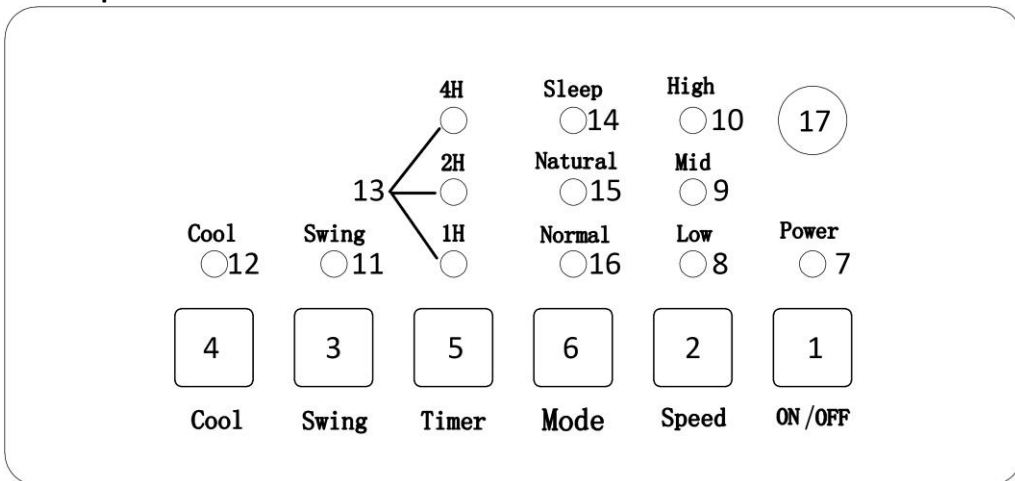 4H Sleep High
14 10 17
2H Natural Mid
13 15 9
Cool Swing 1H Normal Low Power
12 11 16 8 7
4 3 5 6 2 1
Cool Swing Timer Mode Speed ON/OFF